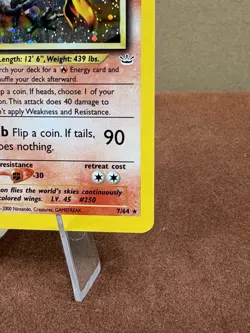 Length: 12' 6", Weight: 439 lbs.
rch your deck for a Energy card and
uffle your deck afterward.
p a coin. If heads, choose 1 of your
on. This attack does 40 damage to
n't apply Weakness and Resistance.
b Flip a coin. If tails, 90
oes nothing.
resistance retreat cost
-30
on flies the world's skies continuously
colored wings. LV. 45 #250
2000 Nintendo, Creatures, GAMEFREAK. 7/64 ★